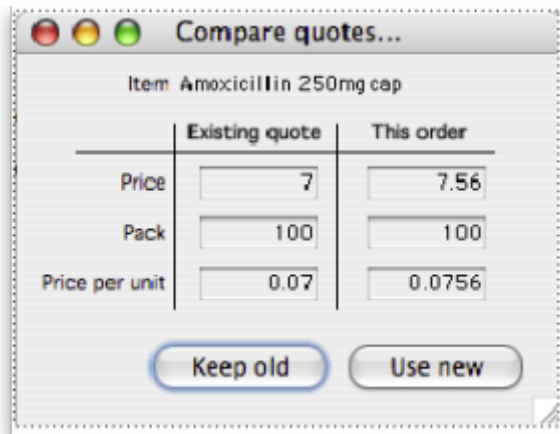 Compare quotes...
Item Amoxicillin 250mg cap
Existing quote This order
Price 7 7.56
Pack 100 100
Price per unit 0.07 0.0756
Keep old Use new